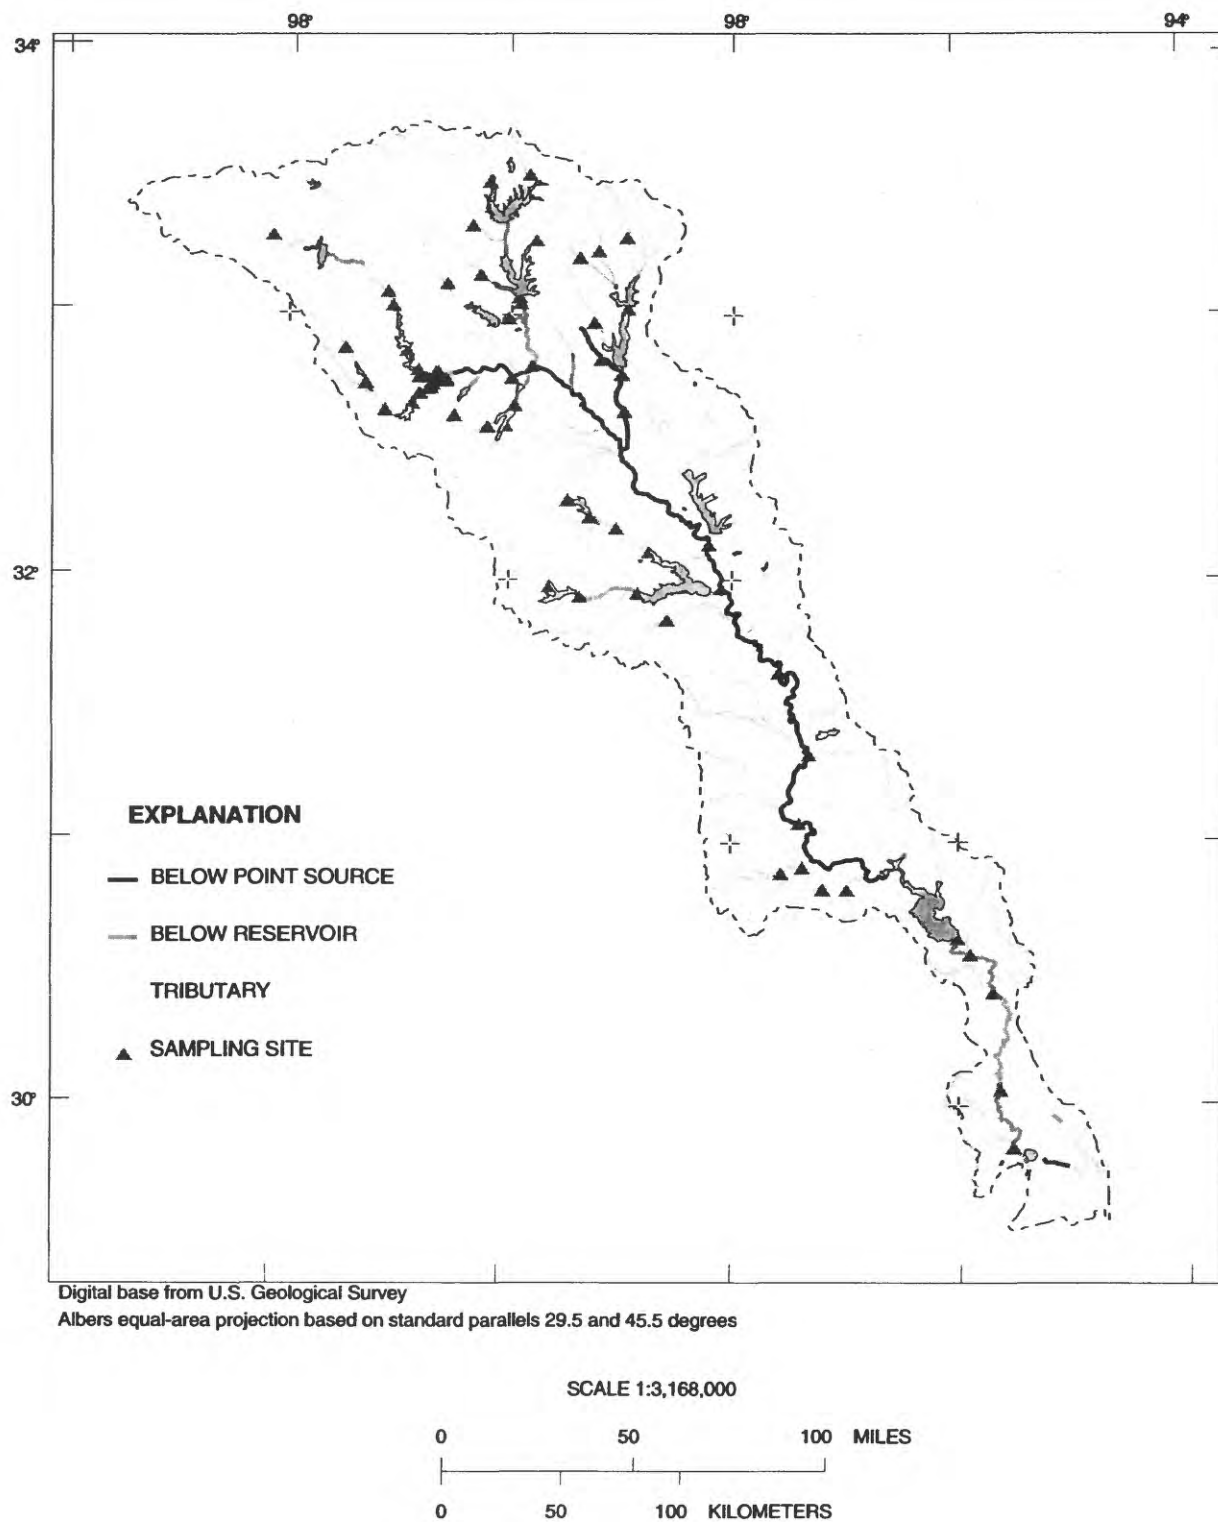 98° 98° 94°
34°
32°
EXPLANATION
BELOW POINT SOURCE
BELOW RESERVOIR
TRIBUTARY
SAMPLING SITE
30°
Digital base from U.S. Geological Survey
Albers equal-area projection based on standard parallels 29.5 and 45.5 degrees
SCALE 1:3,168,000
0 50 100 MILES
0 50 100 KILOMETERS